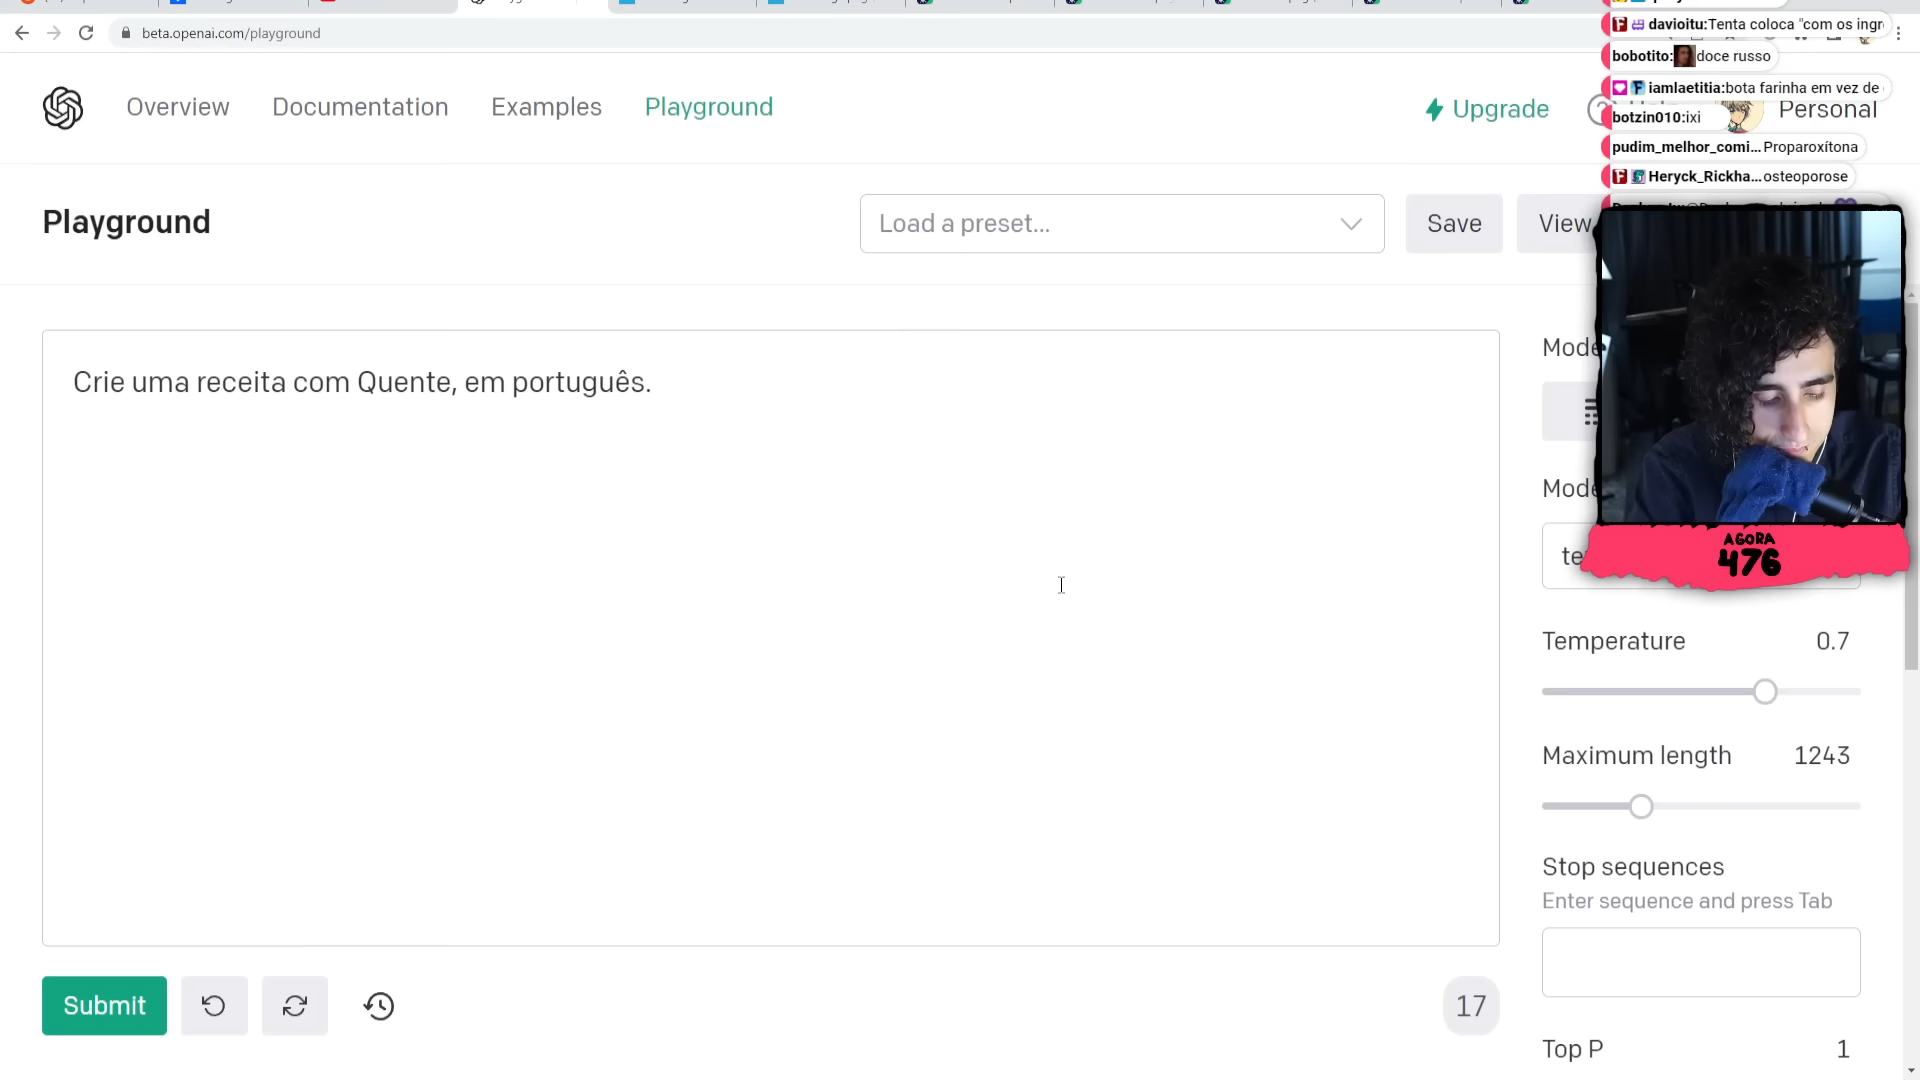 beta.openai.com/playground
davioitu:Tenta coloca "com os ingr
bobotito: doce russo
iamlaetitia:bota farinha em vez de
botzin010:ixi
pudim_melhor_comi... Proparoxítona
Heryck_Rickha... osteoporose
Overview
Documentation
Examples
Playground
Upgrade
Personal
Playground
Load a preset...
Save
View
Crie uma receita com Quente, em português.
Mode
Mode
te
AGORA
476
Temperature 0.7
Maximum length 1243
Stop sequences
Enter sequence and press Tab
Submit
17
Top P 1